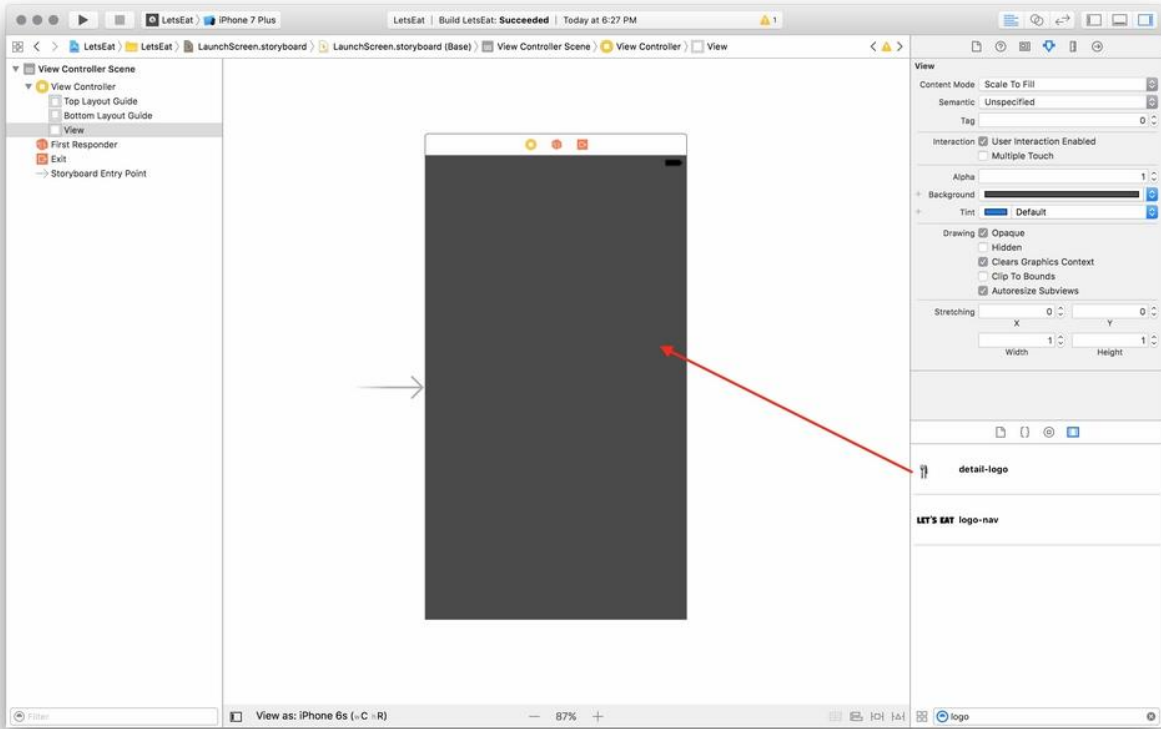 LetsEat
iPhone 7 Plus
LetsEat | Build LetsEat: Succeeded | Today at 6:27 PM
1
LetsEat
LetsEat
LaunchScreen.storyboard
LaunchScreen.storyboard (Base)
View Controller Scene
View Controller
View
View Controller Scene
View Controller
Top Layout Guide
Bottom Layout Guide
View
First Responder
Exit
Storyboard Entry Point
View
Content Mode Scale To Fill
Semantic Unspecified
Tag 0
Interaction User Interaction Enabled
Multiple Touch
Alpha 1
Background
Tint Default
Drawing Opaque
Hidden
Clears Graphics Context
Clip To Bounds
Autoresize Subviews
Stretching 0 0
X Y
1 1
Width Height
{}
detail-logo
LET'S EAT logo-nav
Filter
View as: iPhone 6s (wC hR)
— 87% +
logo